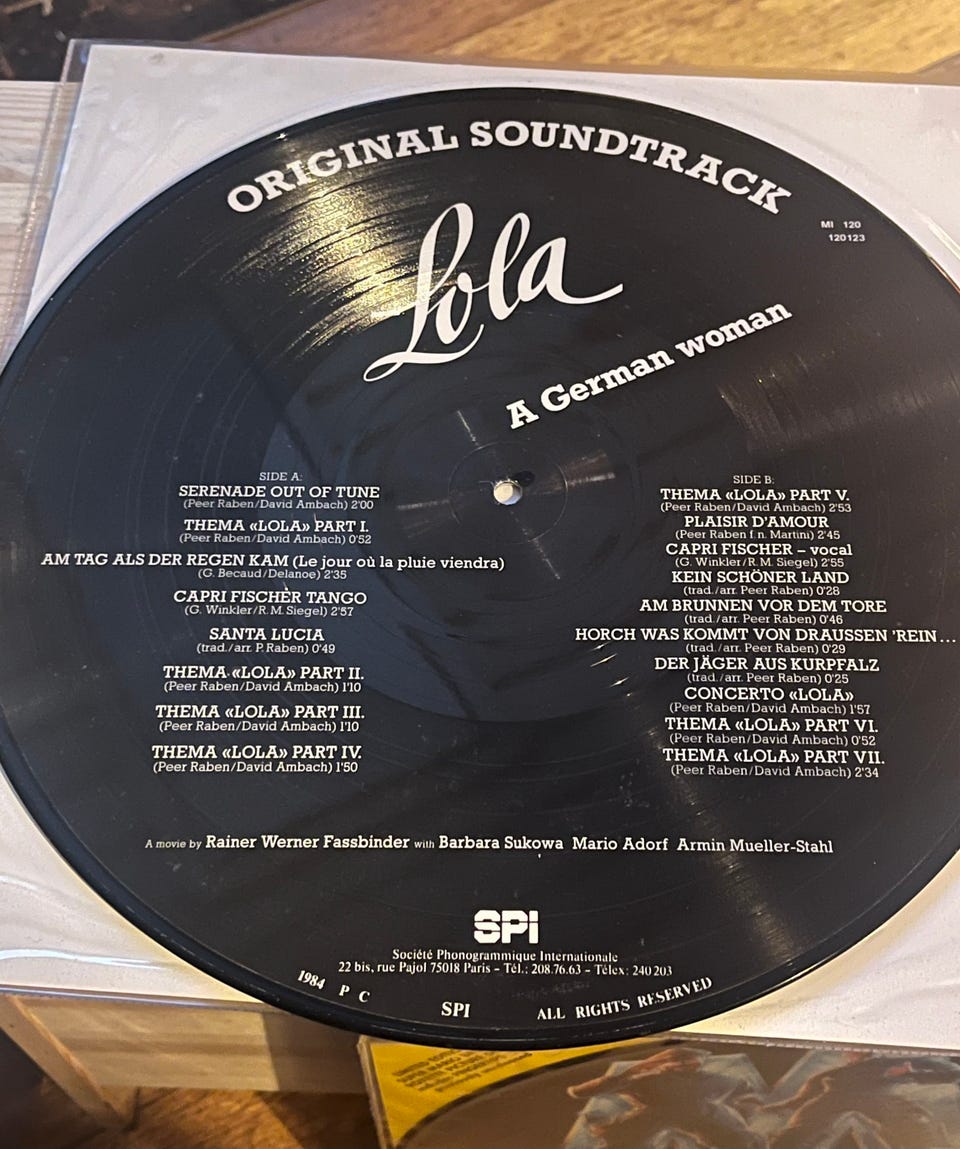 ORIGINAL SOUNDTRACK
MI 120
120123
Lola
A German woman
SIDE A:
SERENADE OUT OF TUNE
(Peer Raben/David Ambach) 2'00
THEMA «LOLA» PART I.
(Peer Raben/David Ambach) 0'52
AM TAG ALS DER REGEN KAM (Le jour où la pluie viendra)
(G. Becaud/Delanoe) 2'35
CAPRI FISCHER TANGO
(G. Winkler/R. M. Siegel) 2'57
SANTA LUCIA
(trad./arr. P. Raben) 0'49
THEMA «LOLA» PART II.
(Peer Raben/David Ambach) 1'10
THEMA «LOLA» PART III.
(Peer Raben/David Ambach) 1'10
THEMA «LOLA» PART IV.
(Peer Raben/David Ambach) 1'50
SIDE B:
THEMA «LOLA» PART V.
(Peer Raben/David Ambach) 2'53
PLAISIR D'AMOUR
(Peer Raben f. n. Martini) 2'45
CAPRI FISCHER – vocal
(G. Winkler/R. M. Siegel) 2'55
KEIN SCHÖNER LAND
(trad./arr. Peer Raben) 0'28
AM BRUNNEN VOR DEM TORE
(trad./arr. Peer Raben) 0'46
HORCH WAS KOMMT VON DRAUSSEN 'REIN...
(trad./arr. Peer Raben) 0'29
DER JÄGER AUS KURPFALZ
(trad./arr. Peer Raben) 0'25
CONCERTO «LOLA»
(Peer Raben/David Ambach) 1'57
THEMA «LOLA» PART VI.
(Peer Raben/David Ambach) 0'52
THEMA «LOLA» PART VII.
(Peer Raben/David Ambach) 2'34
A movie by Rainer Werner Fassbinder with Barbara Sukowa Mario Adorf Armin Mueller-Stahl
SPI
Société Phonogrammique Internationale
22 bis, rue Pajol 75018 Paris – Tél.: 208.76.63 – Télex: 240 203
1984 P C SPI ALL RIGHTS RESERVED